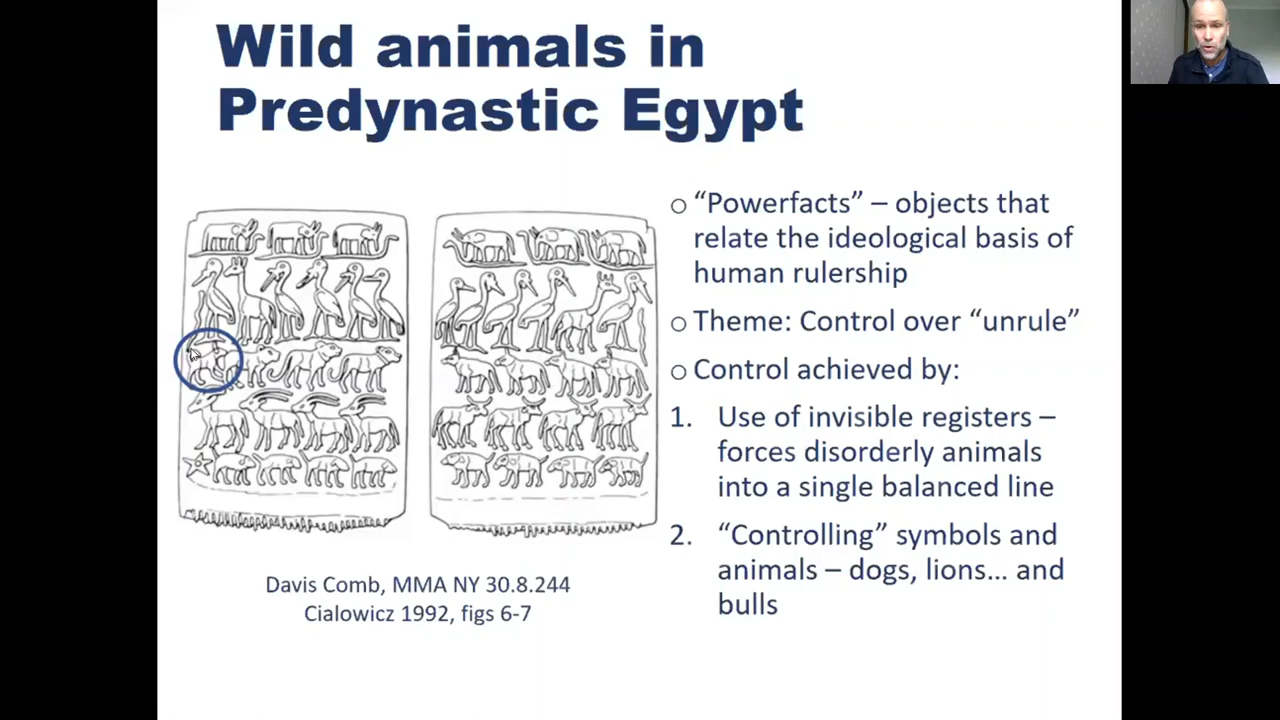 Wild animals in
Predynastic Egypt
○ “Powerfacts” – objects that
relate the ideological basis of
human rulership
○ Theme: Control over “unrule”
○ Control achieved by:
1. Use of invisible registers –
forces disorderly animals
into a single balanced line
2. “Controlling” symbols and
animals – dogs, lions… and
bulls
Davis Comb, MMA NY 30.8.244
Cialowicz 1992, figs 6-7